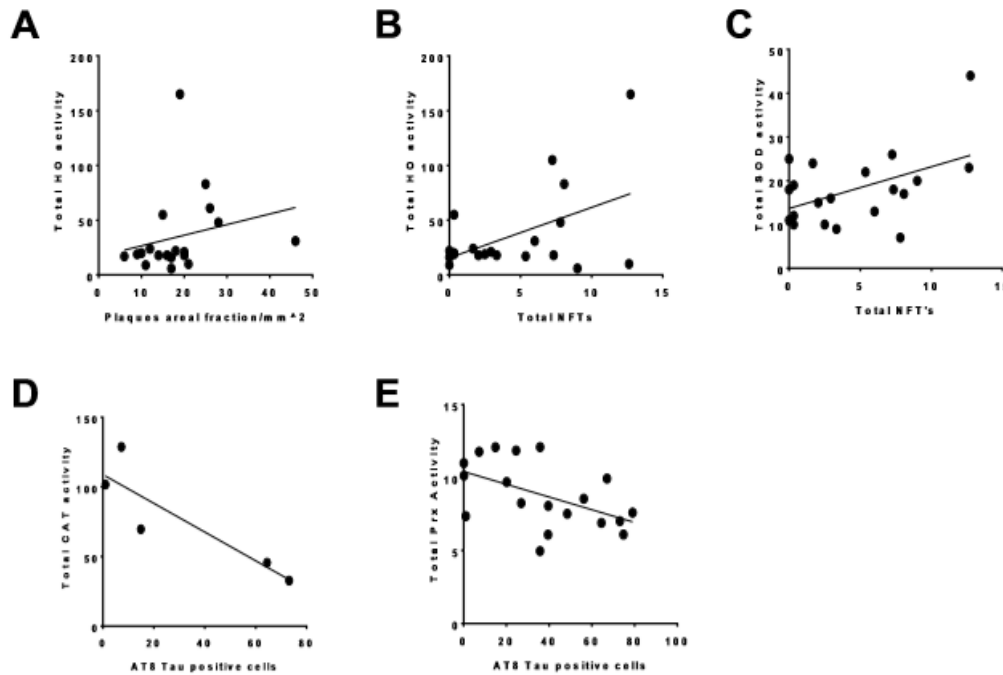 A
Total HO activity
200
150
100
50
0
0 10 20 30 40 50
Plaques areal fraction/mm^2
B
Total HO activity
200
150
100
50
0
0 5 10 15
Total NFTs
C
Total SOD activity
50
40
30
20
10
0
0 5 10 15
Total NFT's
D
Total CAT activity
150
100
50
0
0 20 40 60 80
AT8 Tau positive cells
E
Total Prx Activity
15
10
5
0
0 20 40 60 80 100
AT8 Tau positive cells